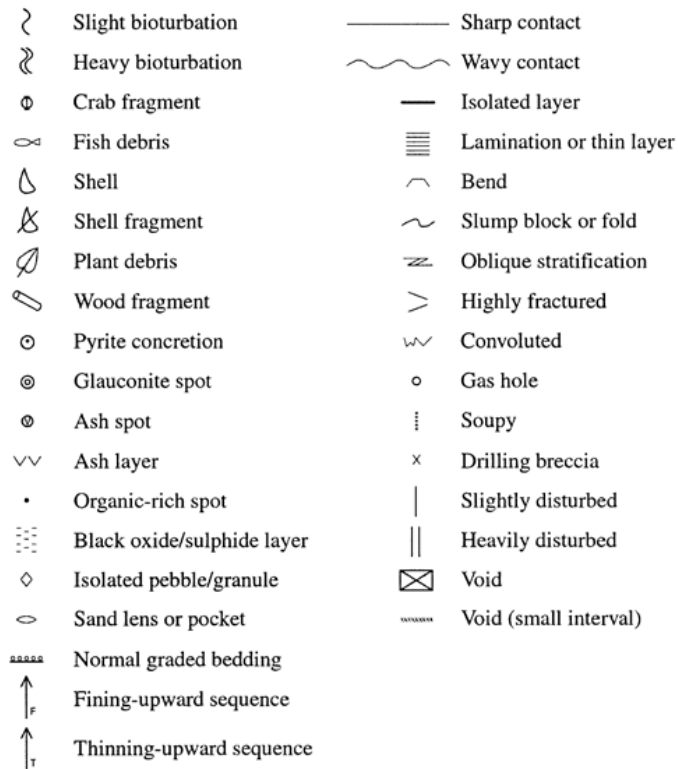 Slight bioturbation
Heavy bioturbation
Crab fragment
Fish debris
Shell
Shell fragment
Plant debris
Wood fragment
Pyrite concretion
Glauconite spot
Ash spot
Ash layer
Organic-rich spot
Black oxide/sulphide layer
Isolated pebble/granule
Sand lens or pocket
Normal graded bedding
F Fining-upward sequence
T Thinning-upward sequence
Sharp contact
Wavy contact
Isolated layer
Lamination or thin layer
Bend
Slump block or fold
Oblique stratification
Highly fractured
Convoluted
Gas hole
Soupy
x Drilling breccia
Slightly disturbed
Heavily disturbed
Void
Void (small interval)